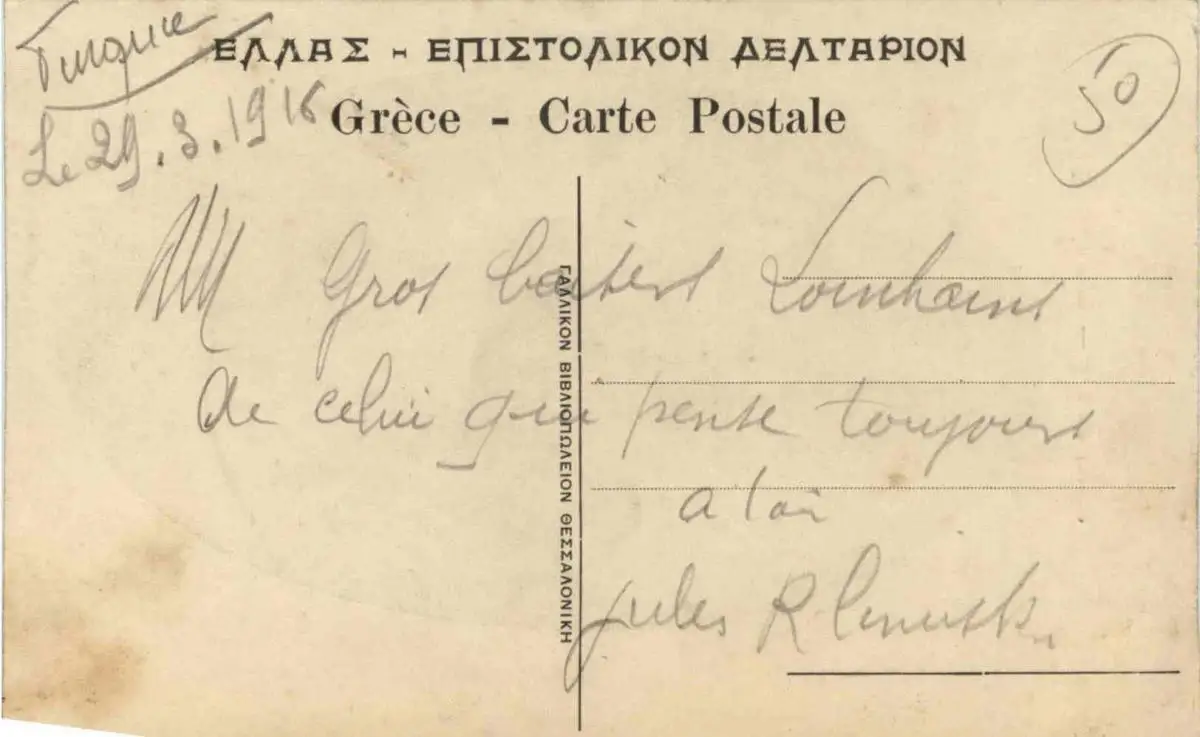 Turquie
ΕΛΛΑΣ - ΕΠΙΣΤΟΛΙΚΟΝ ΔΕΛΤΑΡΙΟΝ
50
Grèce - Carte Postale
Le 29.3.1916
Gros baisers
de celui qui pense toujours
a toi
Jules R
ΓΑΛΛΙΚΟΝ ΒΙΒΛΙΟΠΩΛΕΙΟΝ ΘΕΣΣΑΛΟΝΙΚΗ